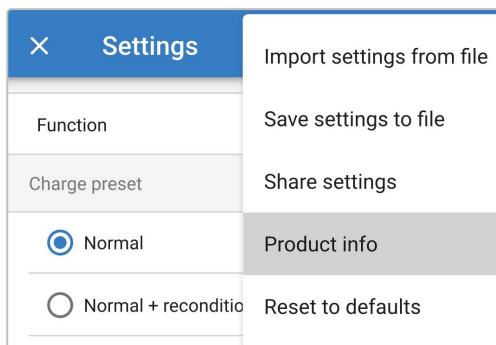 Settings
Import settings from file
Function
Save settings to file
Charge preset
Share settings
Normal
Product info
Normal + reconditio
Reset to defaults